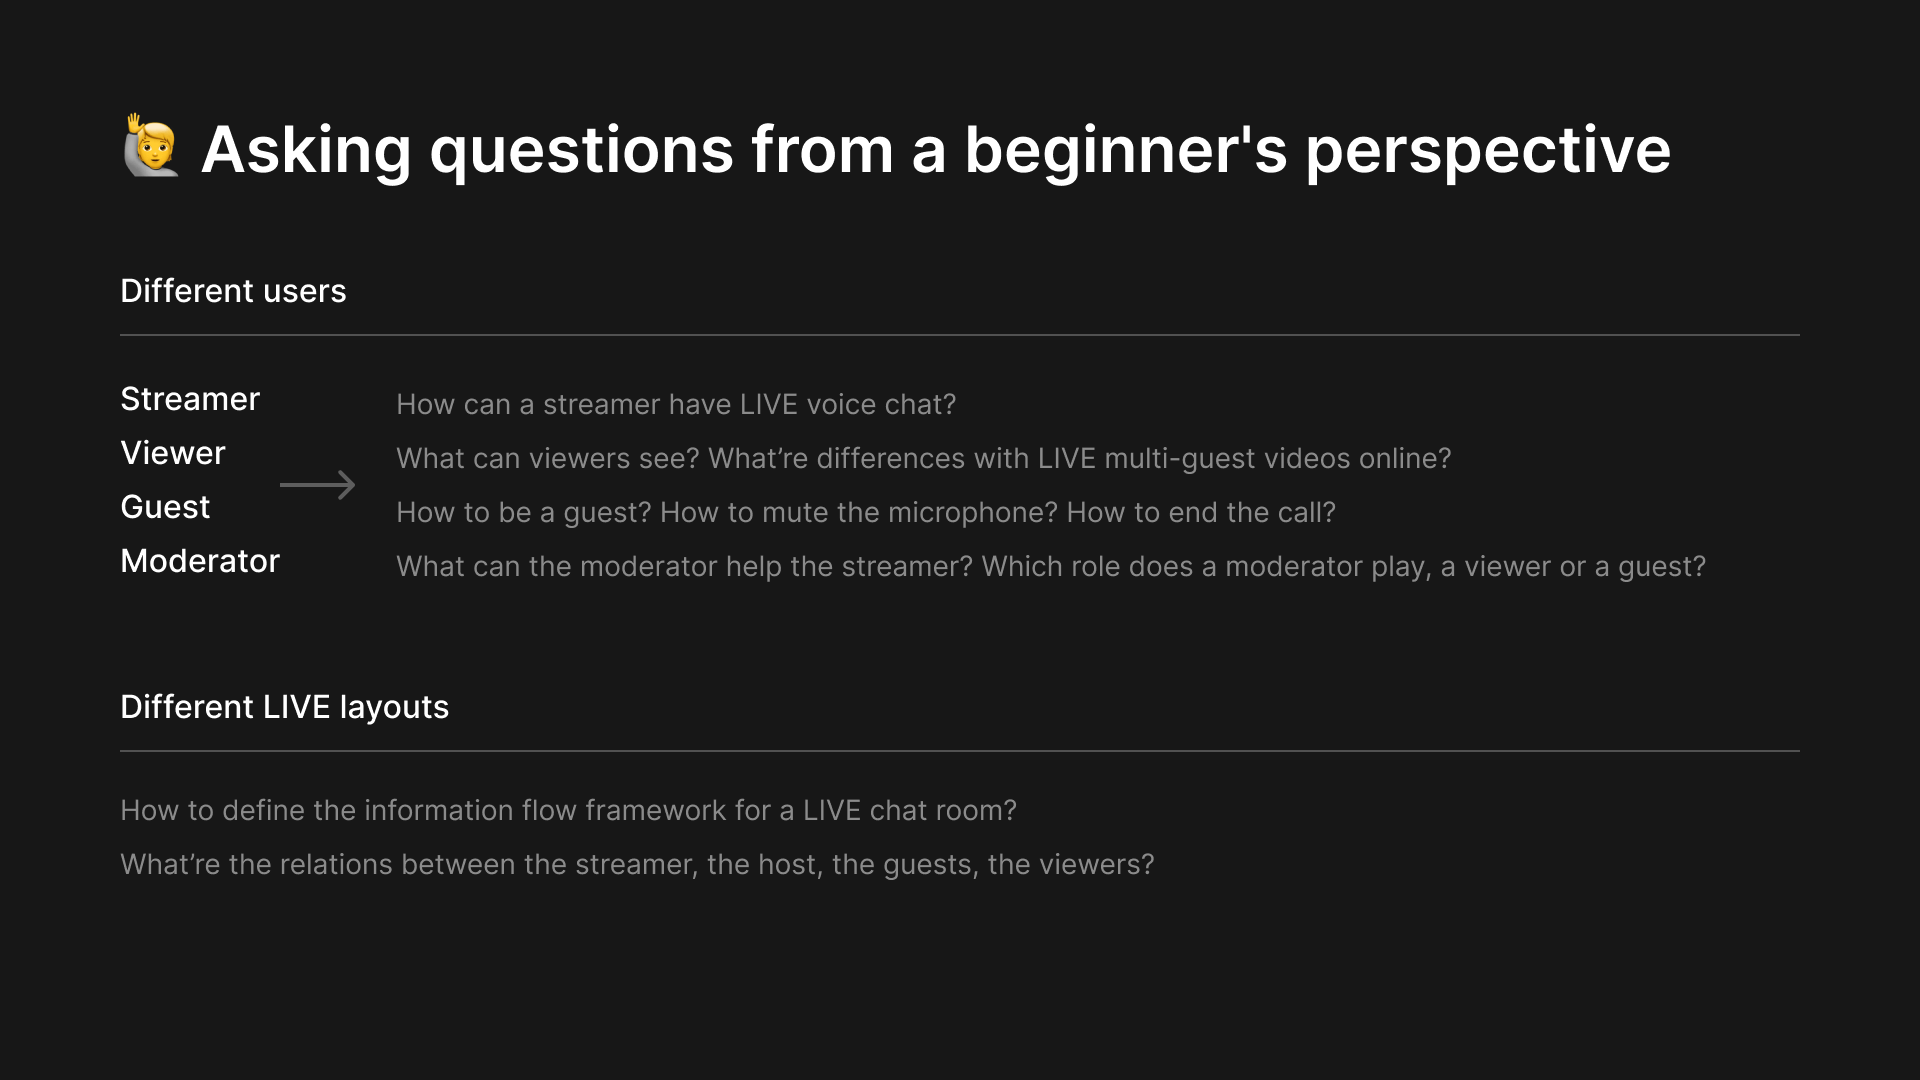 🙋 Asking questions from a beginner's perspective
Different users
Streamer
How can a streamer have LIVE voice chat?
Viewer
What can viewers see? What’re differences with LIVE multi-guest videos online?
Guest
How to be a guest? How to mute the microphone? How to end the call?
Moderator
What can the moderator help the streamer? Which role does a moderator play, a viewer or a guest?
Different LIVE layouts
How to define the information flow framework for a LIVE chat room?
What’re the relations between the streamer, the host, the guests, the viewers?